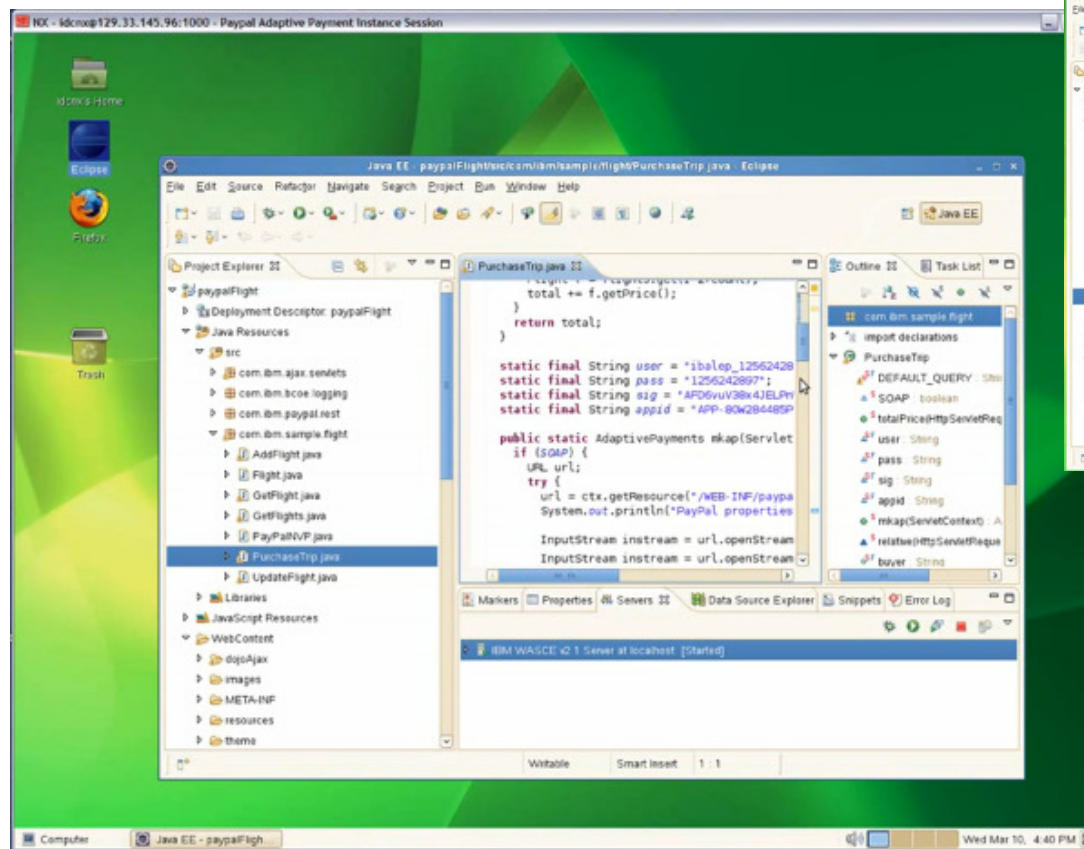 NX - idcnx@129.33.145.96:1000 - Paypal Adaptive Payment Instance Session
idcnx's Home
Eclipse
Firefox
Trash
Java EE - paypalFlight/src/com/ibm/sample/flight/PurchaseTrip.java - Eclipse
File Edit Source Refactor Navigate Search Project Run Window Help
Java EE
Project Explorer
paypalFlight
Deployment Descriptor: paypalFlight
Java Resources
src
com.ibm.ajax.servlets
com.ibm.bcoe.logging
com.ibm.paypal.rest
com.ibm.sample.flight
AddFlight.java
Flight.java
GetFlight.java
GetFlights.java
PayPalNVP.java
PurchaseTrip.java
UpdateFlight.java
Libraries
JavaScript Resources
WebContent
dojoAjax
images
META-INF
resources
theme
PurchaseTrip.java
total += f.getPrice();
}
return total;
}
static final String user = "ibalep_12562428
static final String pass = "1256242897";
static final String sig = "AFD6vuV38x4JELPm
static final String appid = "APP-80W284485P
public static AdaptivePayments mkap(Servlet
if (SOAP) {
URL url;
try {
url = ctx.getResource("/WEB-INF/paypa
System.out.println("PayPal properties
InputStream instream = url.openStream
InputStream instream = url.openStream
Outline Task List
com.ibm.sample.flight
import declarations
PurchaseTrip
DEFAULT_QUERY : Strin
SOAP : boolean
totalPrice(HttpServletReq
user : String
pass : String
sig : String
appid : String
mkap(ServletContext) : A
relative(HttpServletReque
buyer : String
Markers Properties Servers Data Source Explorer Snippets Error Log
IBM WASCE v2.1 Server at localhost [Started]
Writable Smart Insert 1 : 1
Computer Java EE - paypalFligh... Wed Mar 10, 4:40 PM